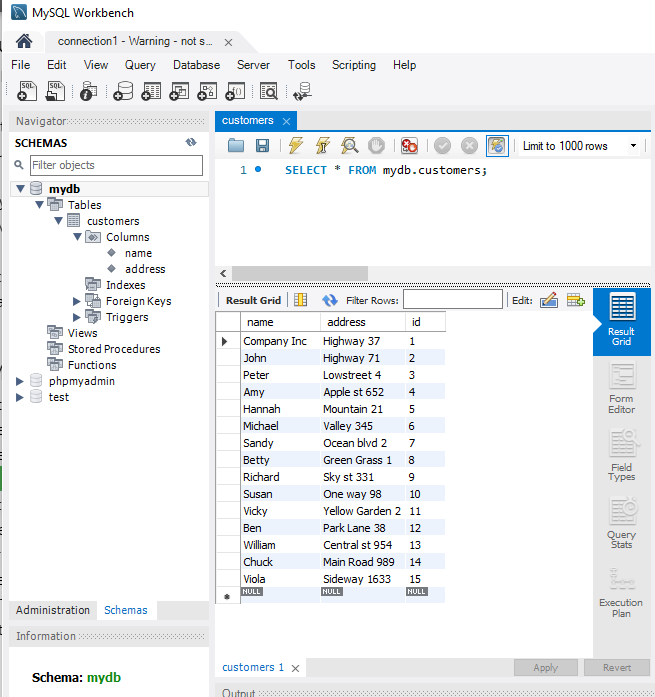 MySQL Workbench
connection1 - Warning - not s...
File Edit View Query Database Server Tools Scripting Help
Navigator
SCHEMAS
Filter objects
mydb
Tables
customers
Columns
name
address
Indexes
Foreign Keys
Triggers
Views
Stored Procedures
Functions
phpmyadmin
test
Administration Schemas
Information
Schema: mydb
customers
Limit to 1000 rows
1 SELECT * FROM mydb.customers;
Result Grid Filter Rows: Edit:
name address id
Company Inc Highway 37 1
John Highway 71 2
Peter Lowstreet 4 3
Amy Apple st 652 4
Hannah Mountain 21 5
Michael Valley 345 6
Sandy Ocean blvd 2 7
Betty Green Grass 1 8
Richard Sky st 331 9
Susan One way 98 10
Vicky Yellow Garden 2 11
Ben Park Lane 38 12
William Central st 954 13
Chuck Main Road 989 14
Viola Sideway 1633 15
NULL NULL NULL
Result
Grid
Form
Editor
Field
Types
Query
Stats
Execution
Plan
customers 1
Apply Revert
Output